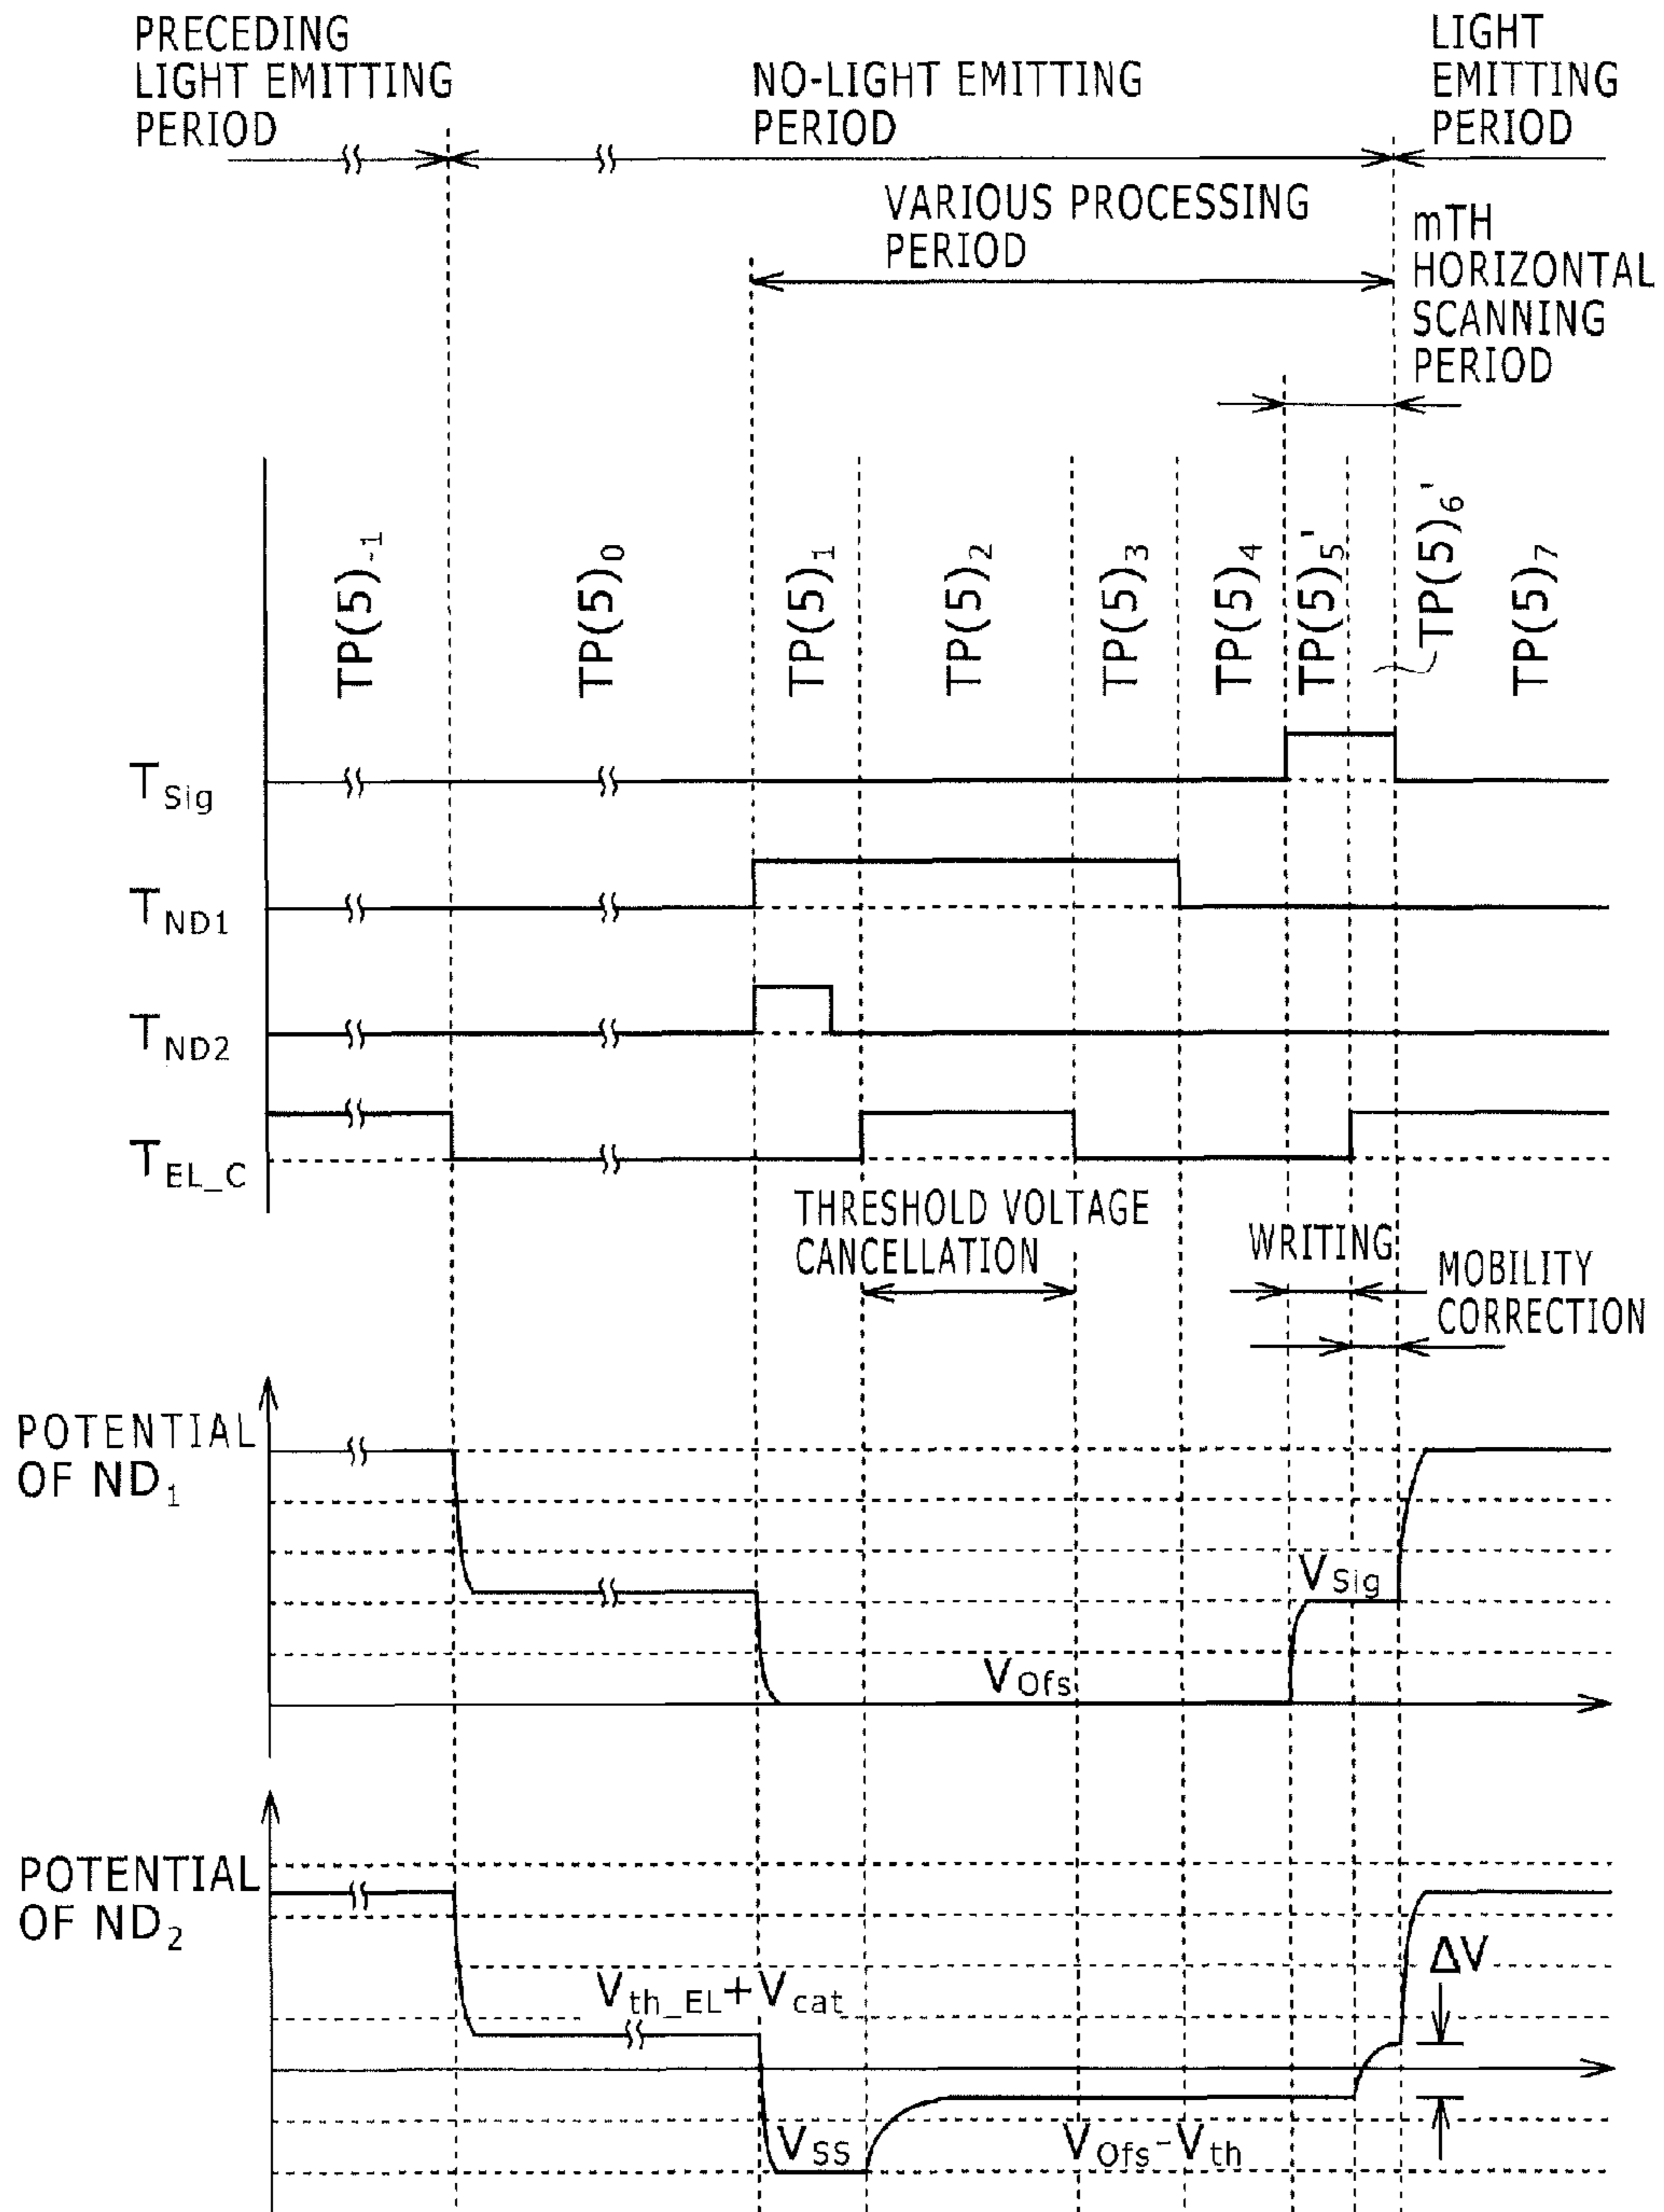 PRECEDING
LIGHT EMITTING
PERIOD
NO-LIGHT EMITTING
PERIOD
LIGHT
EMITTING
PERIOD
VARIOUS PROCESSING
PERIOD
mTH
HORIZONTAL
SCANNING
PERIOD
TP(5)-1
TP(5)0
TP(5)1
TP(5)2
TP(5)3
TP(5)4
TP(5)5'
TP(5)6'
TP(5)7
TSig
TND1
TND2
TEL_C
THRESHOLD VOLTAGE
CANCELLATION
WRITING
MOBILITY
CORRECTION
POTENTIAL
OF ND1
VSig
VOfs
POTENTIAL
OF ND2
ΔV
Vth_EL+Vcat
VSS
VOfs-Vth